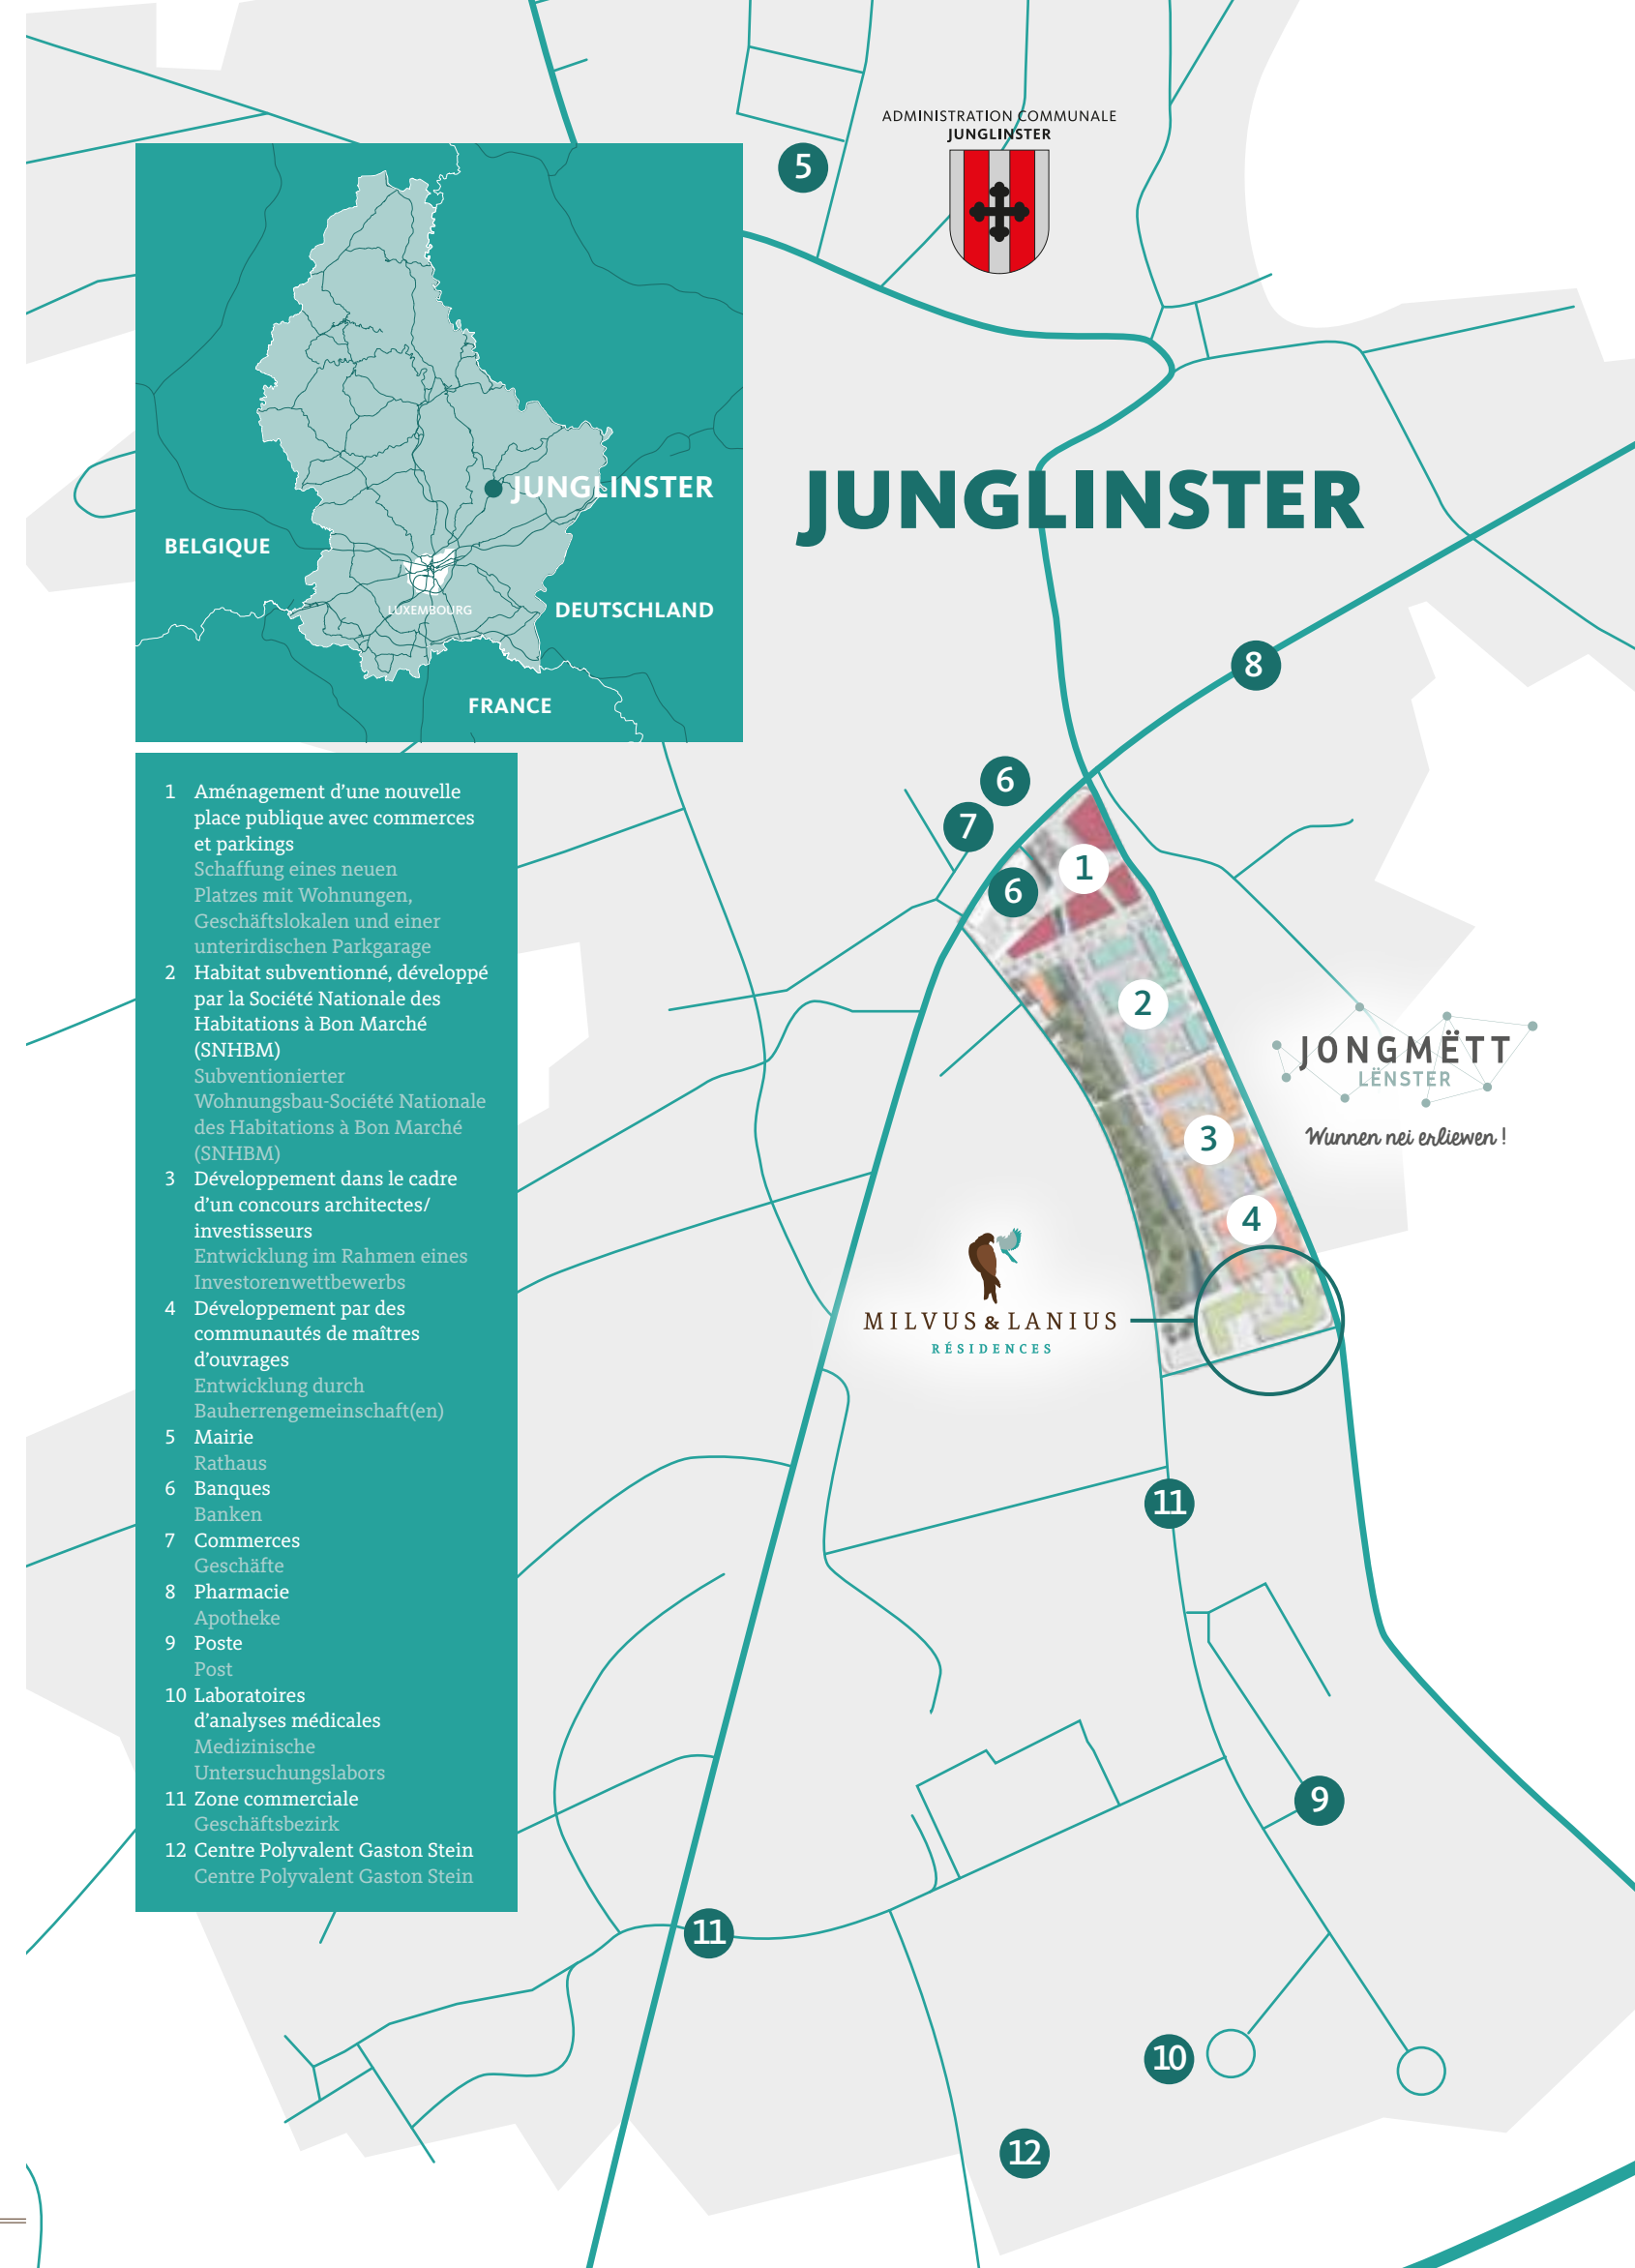 ADMINISTRATION COMMUNALE
JUNGLINSTER
5
JUNGLINSTER
BELGIQUE
LUXEMBOURG
DEUTSCHLAND
FRANCE
JUNGLINSTER
8
6
7
1
6
2
JONGMËTT
LËNSTER
Wunnen nei erliewen !
3
4
MILVUS & LANIUS
RÉSIDENCES
11
9
11
10
12
1 Aménagement d'une nouvelle
place publique avec commerces
et parkings
Schaffung eines neuen
Platzes mit Wohnungen,
Geschäftslokalen und einer
unterirdischen Parkgarage
2 Habitat subventionné, développé
par la Société Nationale des
Habitations à Bon Marché
(SNHBM)
Subventionierter
Wohnungsbau-Société Nationale
des Habitations à Bon Marché
(SNHBM)
3 Développement dans le cadre
d'un concours architectes/
investisseurs
Entwicklung im Rahmen eines
Investorenwettbewerbs
4 Développement par des
communautés de maîtres
d'ouvrages
Entwicklung durch
Bauherrengemeinschaft(en)
5 Mairie
Rathaus
6 Banques
Banken
7 Commerces
Geschäfte
8 Pharmacie
Apotheke
9 Poste
Post
10 Laboratoires
d'analyses médicales
Medizinische
Untersuchungslabors
11 Zone commerciale
Geschäftsbezirk
12 Centre Polyvalent Gaston Stein
Centre Polyvalent Gaston Stein